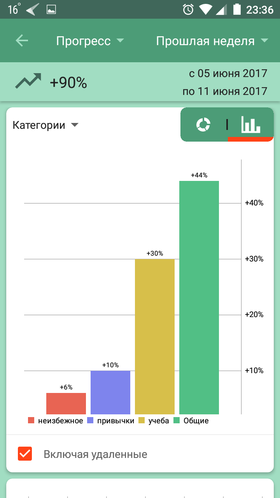 16° 23:36
Прогресс Прошлая неделя
+90%
с 05 июня 2017
по 11 июня 2017
Категории
+44%
+40%
+30%
+30%
+20%
+10%
+10%
+6%
неизбежное привычки учеба Общие
Включая удаленные